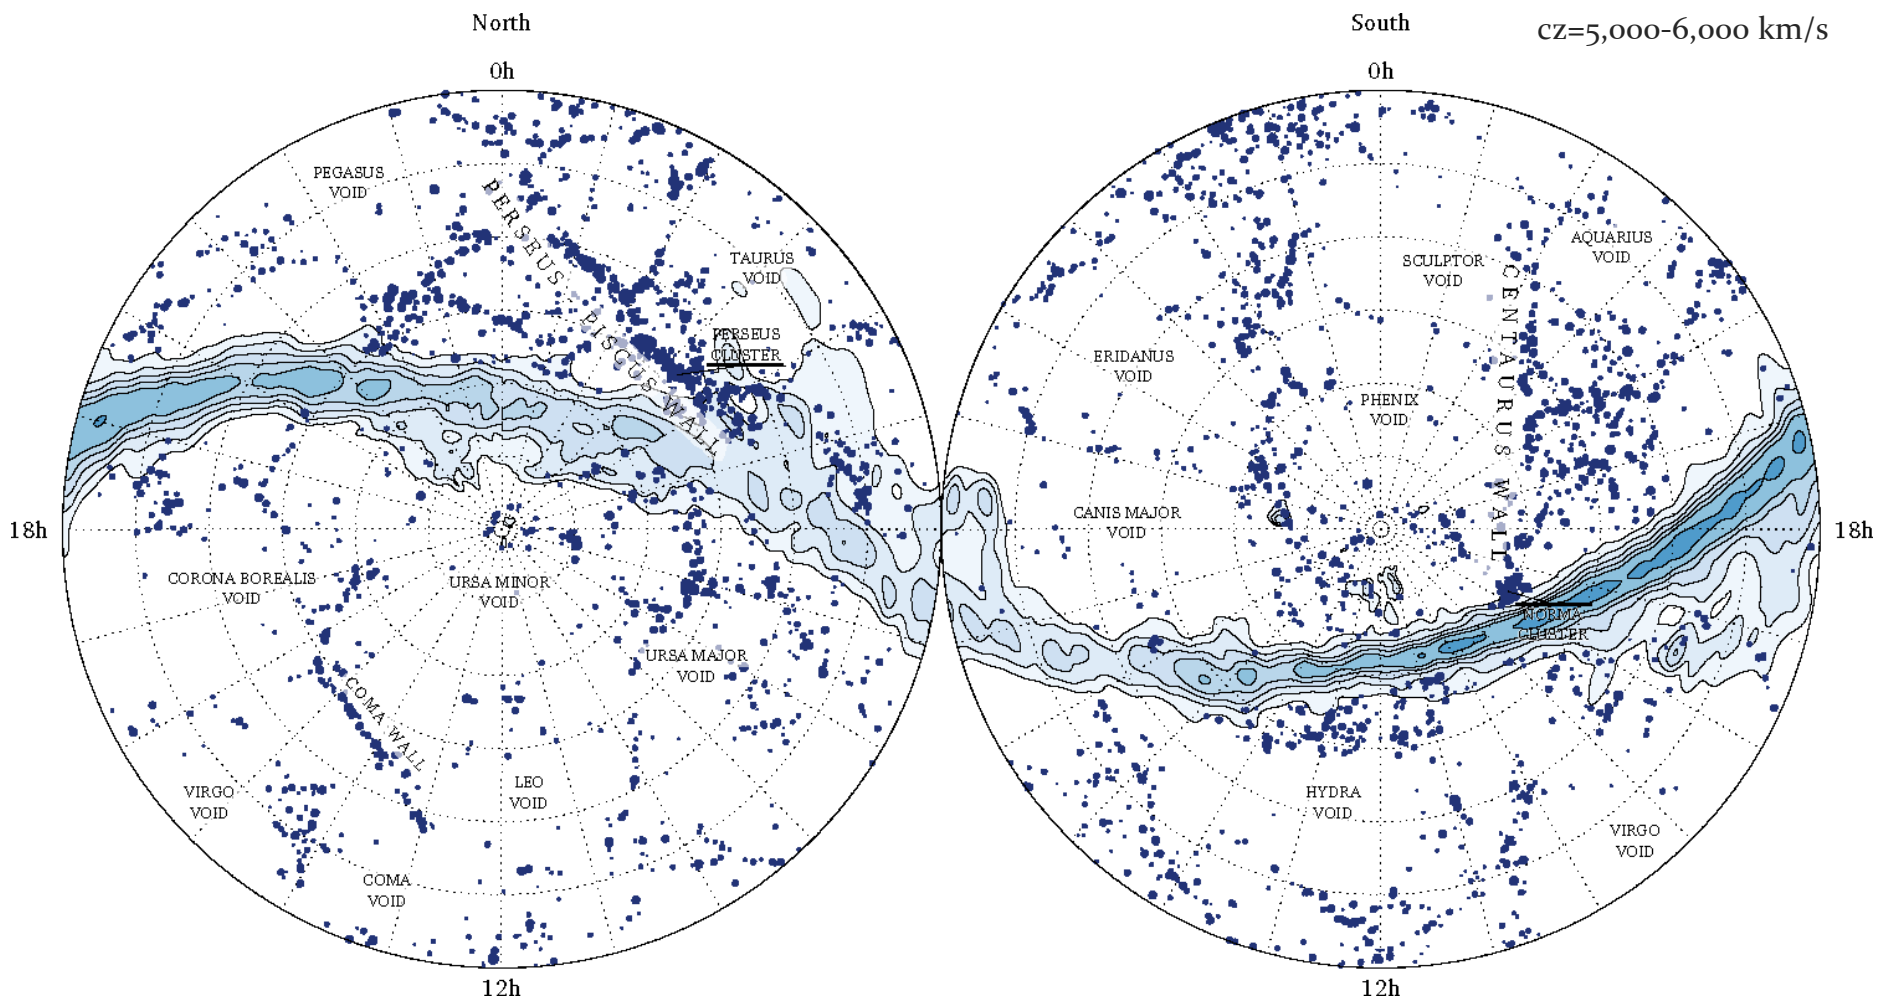 North
South
cz=5,000-6,000 km/s
0h
0h
PEGASUS
VOID
PERSEUS - PISCUS WALL
TAURUS
VOID
PERSEUS
CLUSTER
18h
CORONA BOREALIS
VOID
URSA MINOR
VOID
URSA MAJOR
VOID
COMA WALL
VIRGO
VOID
LEO
VOID
COMA
VOID
12h
AQUARIUS
VOID
SCULPTOR
VOID
CENTAURUS WALL
ERIDANUS
VOID
PHENIX
VOID
CANIS MAJOR
VOID
18h
NORMA
CLUSTER
HYDRA
VOID
VIRGO
VOID
12h